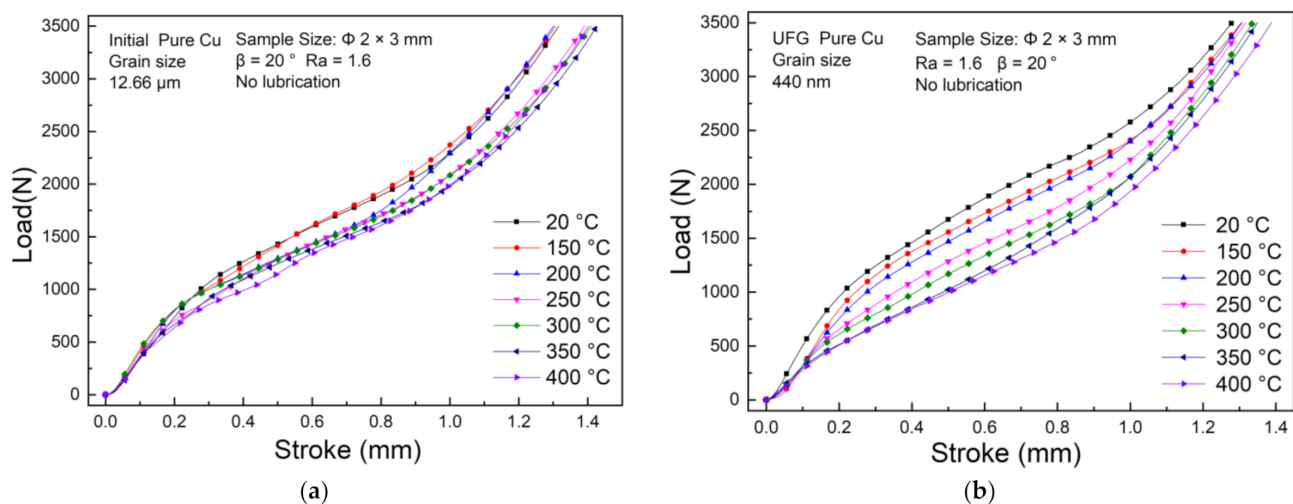 Initial Pure Cu
Grain size
12.66 μm
Sample Size: Φ 2 × 3 mm
β = 20 ° Ra = 1.6
No lubrication
3500
3000
2500
2000
1500
1000
500
0
Load(N)
20 °C
150 °C
200 °C
250 °C
300 °C
350 °C
400 °C
0.0 0.2 0.4 0.6 0.8 1.0 1.2 1.4
Stroke (mm)
(a)
UFG Pure Cu
Grain size
440 nm
Sample Size: Φ 2 × 3 mm
Ra = 1.6 β = 20 °
No lubrication
3500
3000
2500
2000
1500
1000
500
0
Load (N)
20 °C
150 °C
200 °C
250 °C
300 °C
350 °C
400 °C
0.0 0.2 0.4 0.6 0.8 1.0 1.2 1.4
Stroke (mm)
(b)